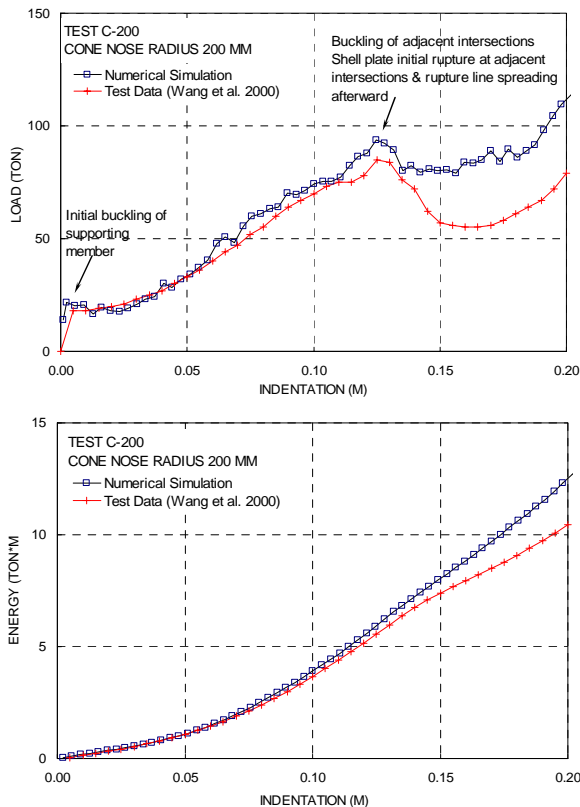 TEST C-200
CONE NOSE RADIUS 200 MM
Numerical Simulation
Test Data (Wang et al. 2000)
Buckling of adjacent intersections
Shell plate initial rupture at adjacent
intersections & rupture line spreading
afterward
Initial buckling of
supporting
member
LOAD (TON)
150
100
50
0
0.00 0.05 0.10 0.15 0.20
INDENTATION (M)
TEST C-200
CONE NOSE RADIUS 200 MM
Numerical Simulation
Test Data (Wang et al. 2000)
ENERGY (TON*M
15
10
5
0
0.00 0.05 0.10 0.15 0.20
INDENTATION (M)